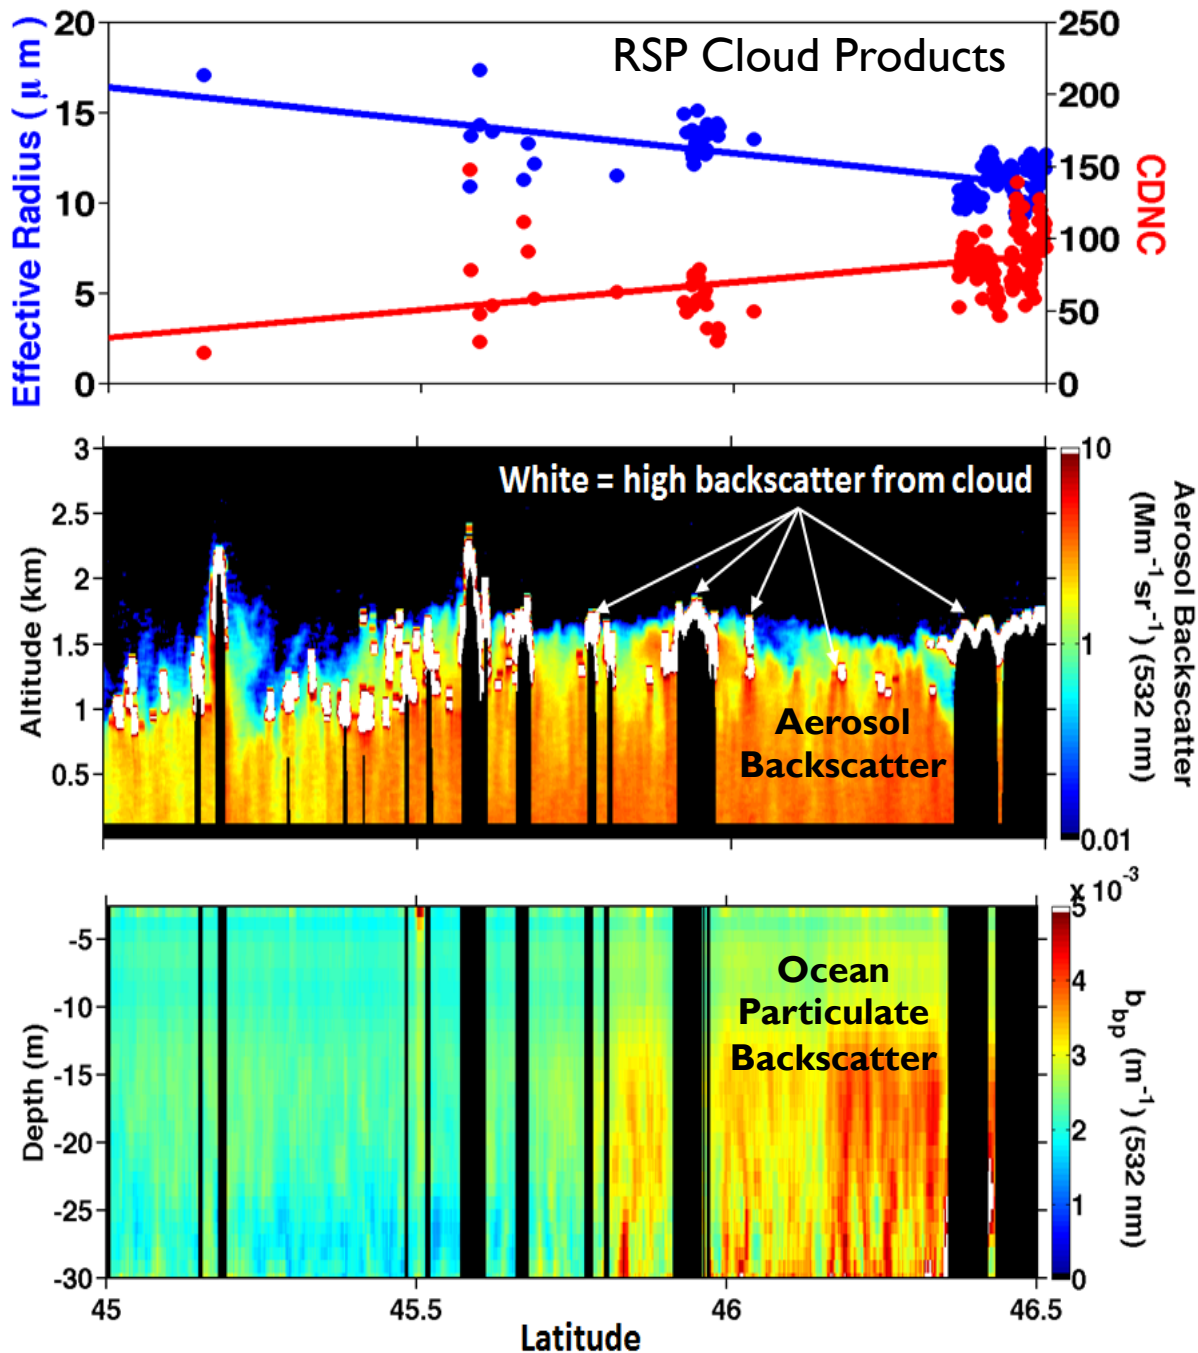 RSP Cloud Products
Effective Radius ( μ m )
20
15
10
5
0
250
200
150
100
50
0
CDNC
White = high backscatter from cloud
Altitude (km)
3
2.5
2
1.5
1
0.5
Aerosol
Backscatter
10
1
0.01
Aerosol Backscatter
(Mm⁻¹sr⁻¹) (532 nm)
Ocean
Particulate
Backscatter
Depth (m)
-5
-10
-15
-20
-25
-30
x 10⁻³
5
4
3
2
1
0
b_bp (m⁻¹) (532 nm)
45
45.5
46
46.5
Latitude